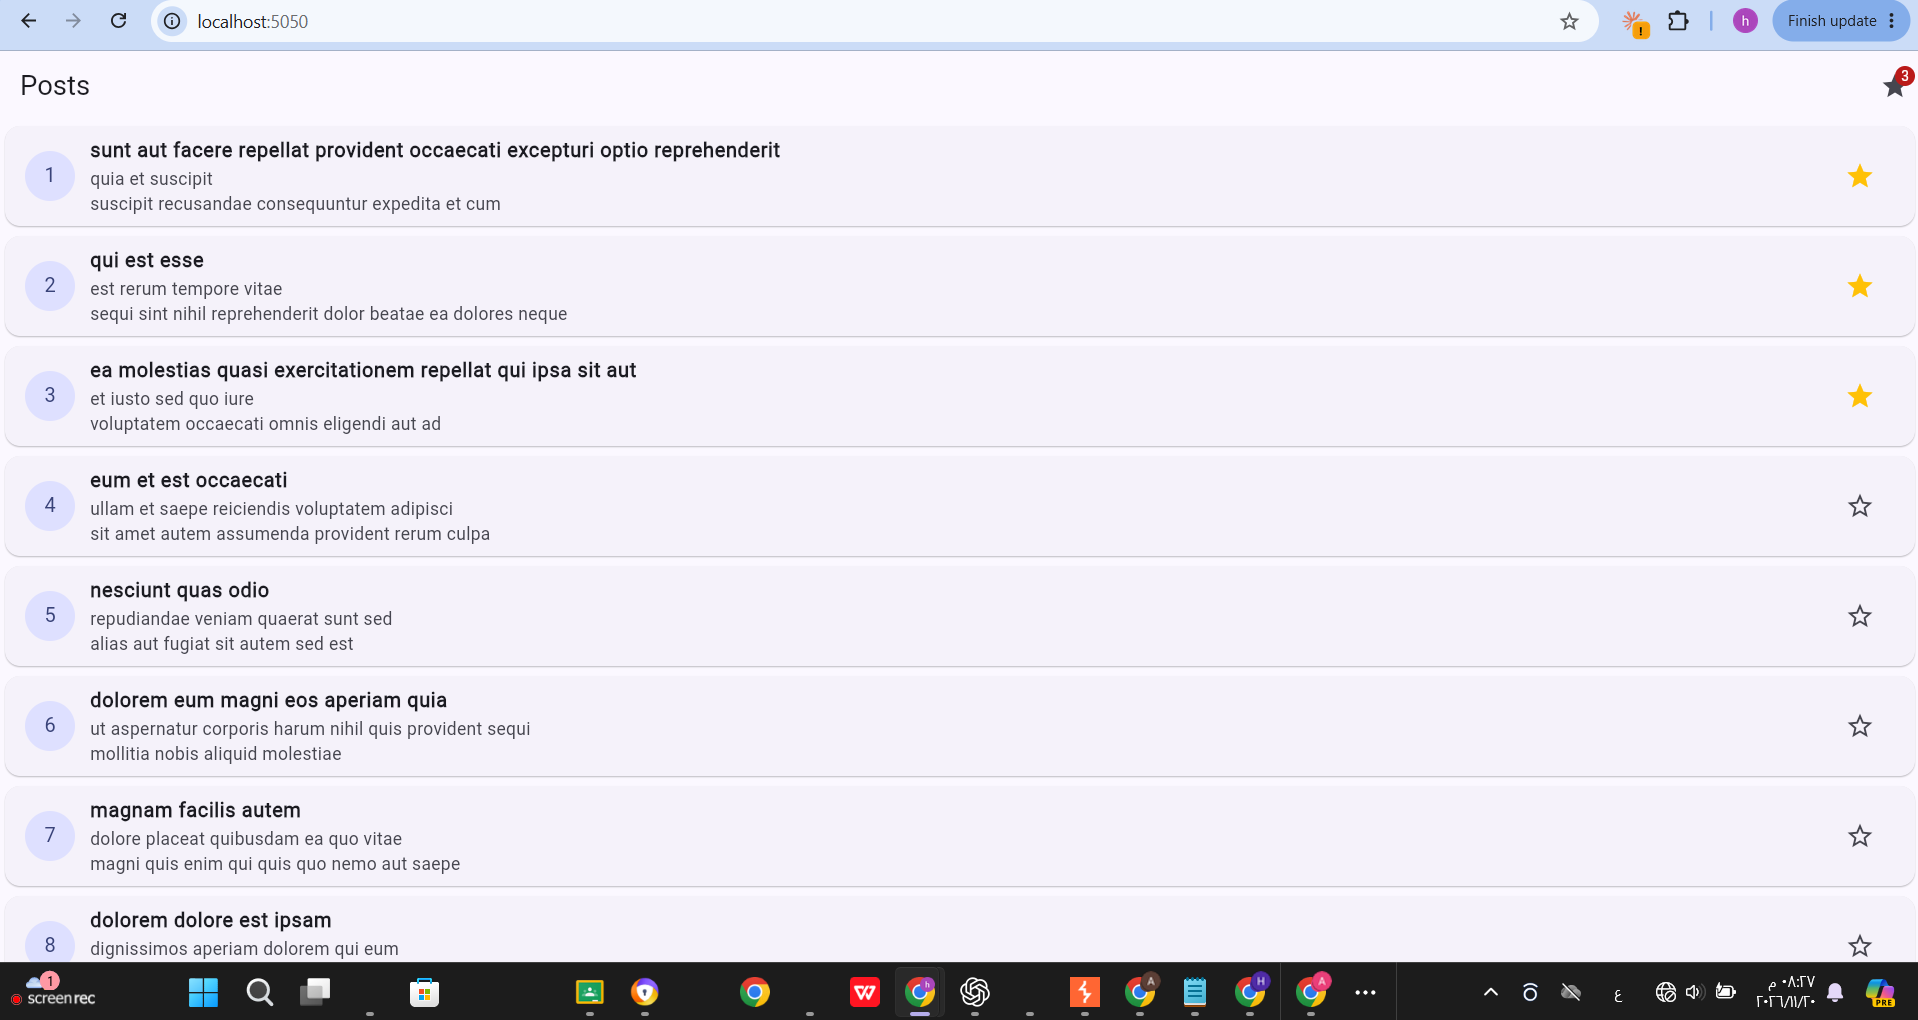 localhost:5050
h
Finish update
Posts
3
1
sunt aut facere repellat provident occaecati excepturi optio reprehenderit
quia et suscipit
suscipit recusandae consequuntur expedita et cum
2
qui est esse
est rerum tempore vitae
sequi sint nihil reprehenderit dolor beatae ea dolores neque
3
ea molestias quasi exercitationem repellat qui ipsa sit aut
et iusto sed quo iure
voluptatem occaecati omnis eligendi aut ad
4
eum et est occaecati
ullam et saepe reiciendis voluptatem adipisci
sit amet autem assumenda provident rerum culpa
5
nesciunt quas odio
repudiandae veniam quaerat sunt sed
alias aut fugiat sit autem sed est
6
dolorem eum magni eos aperiam quia
ut aspernatur corporis harum nihil quis provident sequi
mollitia nobis aliquid molestiae
7
magnam facilis autem
dolore placeat quibusdam ea quo vitae
magni quis enim qui quis quo nemo aut saepe
8
dolorem dolore est ipsam
dignissimos aperiam dolorem qui eum
1
screenrec
W
h
A
H
A
ع
٠٨:٢٧ م
PRE